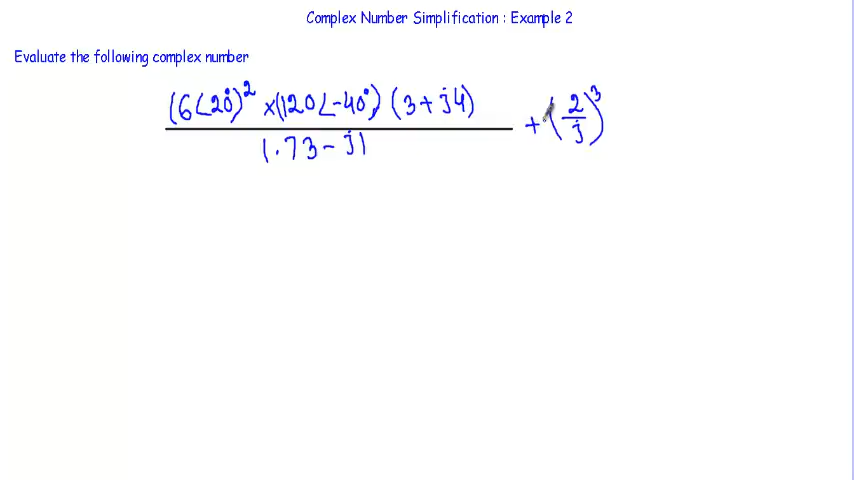 Complex Number Simplification : Example 2
Evaluate the following complex number
(6∠20°)² × (120∠-40°) (3 + j4)
1.73 - j1
+ (2/j)³